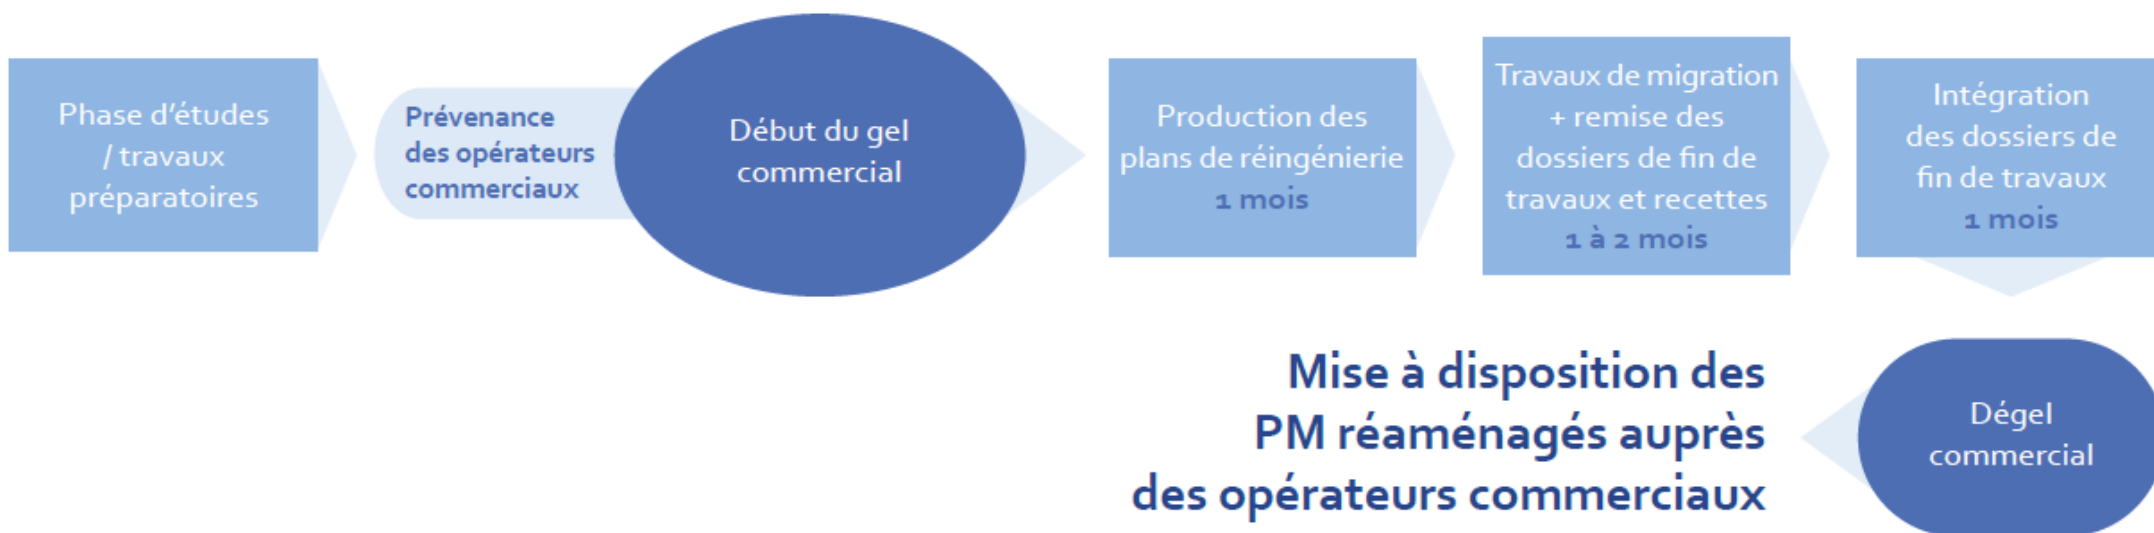 Phase d'études
/ travaux
préparatoires
Prévenance
des opérateurs
commerciaux
Début du gel
commercial
Production des
plans de réingénierie
1 mois
Travaux de migration
+ remise des
dossiers de fin de
travaux et recettes
1 à 2 mois
Intégration
des dossiers de
fin de travaux
1 mois
Dégel
commercial
Mise à disposition des
PM réaménagés auprès
des opérateurs commerciaux